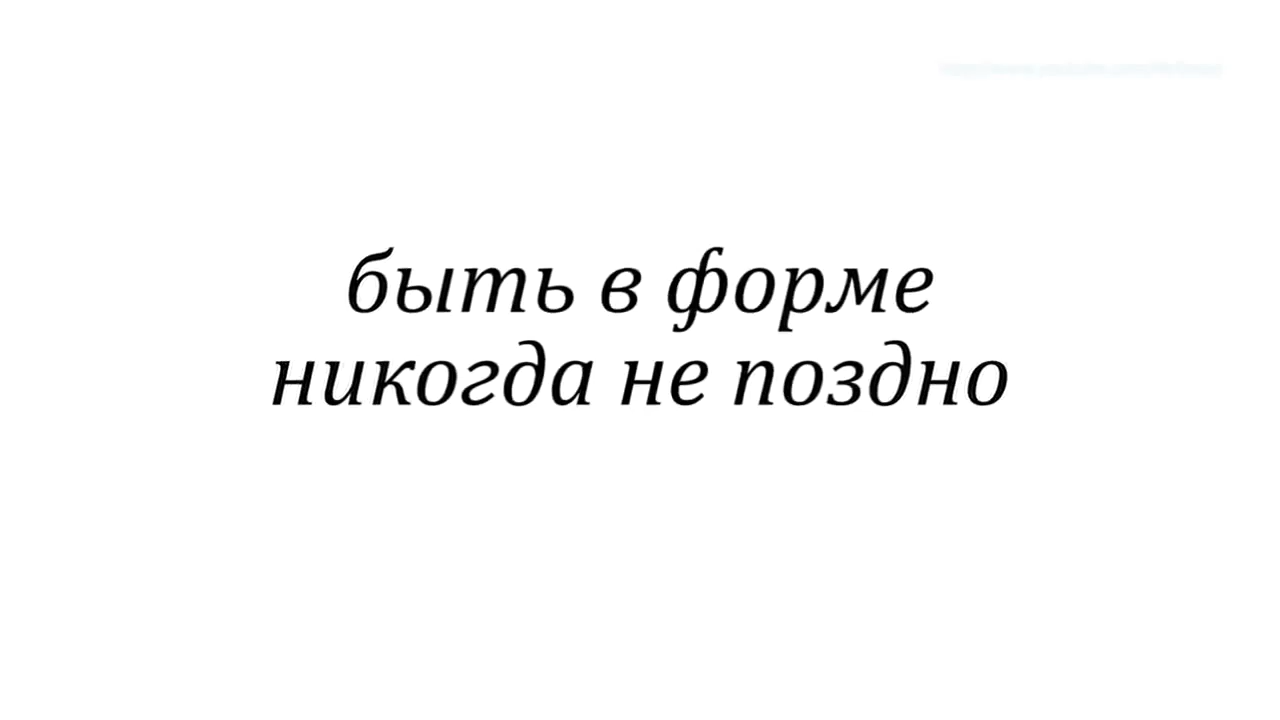 быть в форме
никогда не поздно